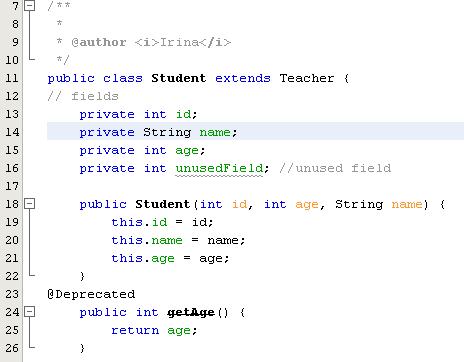 7 /**
8  *
9  * @author <i>Irina</i>
10  */
11 public class Student extends Teacher {
12 // fields
13     private int id;
14     private String name;
15     private int age;
16     private int unusedField; //unused field
17
18     public Student(int id, int age, String name) {
19         this.id = id;
20         this.name = name;
21         this.age = age;
22     }
23 @Deprecated
24     public int getAge() {
25         return age;
26     }